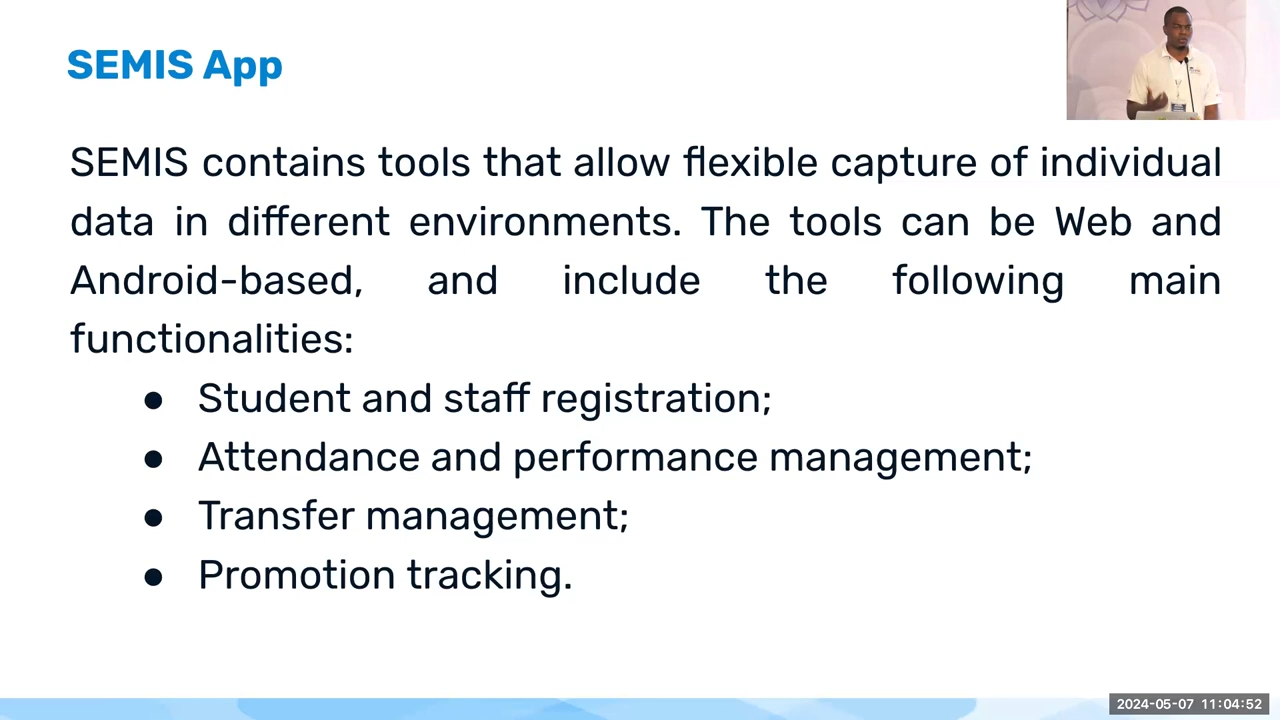 SEMIS App
SEMIS contains tools that allow flexible capture of individual
data in different environments. The tools can be Web and
Android-based, and include the following main
functionalities:
● Student and staff registration;
● Attendance and performance management;
● Transfer management;
● Promotion tracking.
2024-05-07 11:04:52